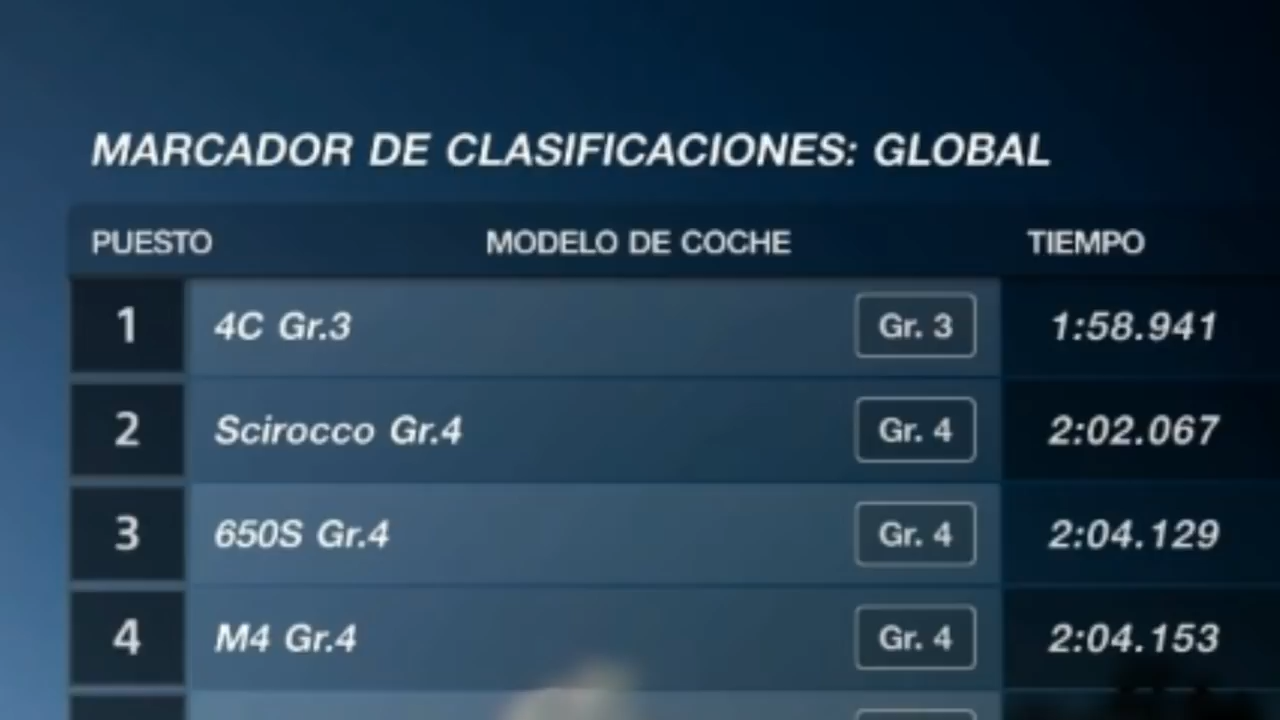 MARCADOR DE CLASIFICACIONES: GLOBAL
PUESTO MODELO DE COCHE TIEMPO
1 4C Gr.3 Gr. 3 1:58.941
2 Scirocco Gr.4 Gr. 4 2:02.067
3 650S Gr.4 Gr. 4 2:04.129
4 M4 Gr.4 Gr. 4 2:04.153